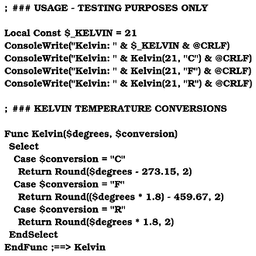 ; ### USAGE - TESTING PURPOSES ONLY
Local Const $_KELVIN = 21
ConsoleWrite("Kelvin: " & $_KELVIN & @CRLF)
ConsoleWrite("Kelvin: " & Kelvin(21, "C") & @CRLF)
ConsoleWrite("Kelvin: " & Kelvin(21, "F") & @CRLF)
ConsoleWrite("Kelvin: " & Kelvin(21, "R") & @CRLF)
; ### KELVIN TEMPERATURE CONVERSIONS
Func Kelvin($degrees, $conversion)
Select
Case $conversion = "C"
Return Round($degrees - 273.15, 2)
Case $conversion = "F"
Return Round(($degrees * 1.8) - 459.67, 2)
Case $conversion = "R"
Return Round($degrees * 1.8, 2)
EndSelect
EndFunc ;==> Kelvin